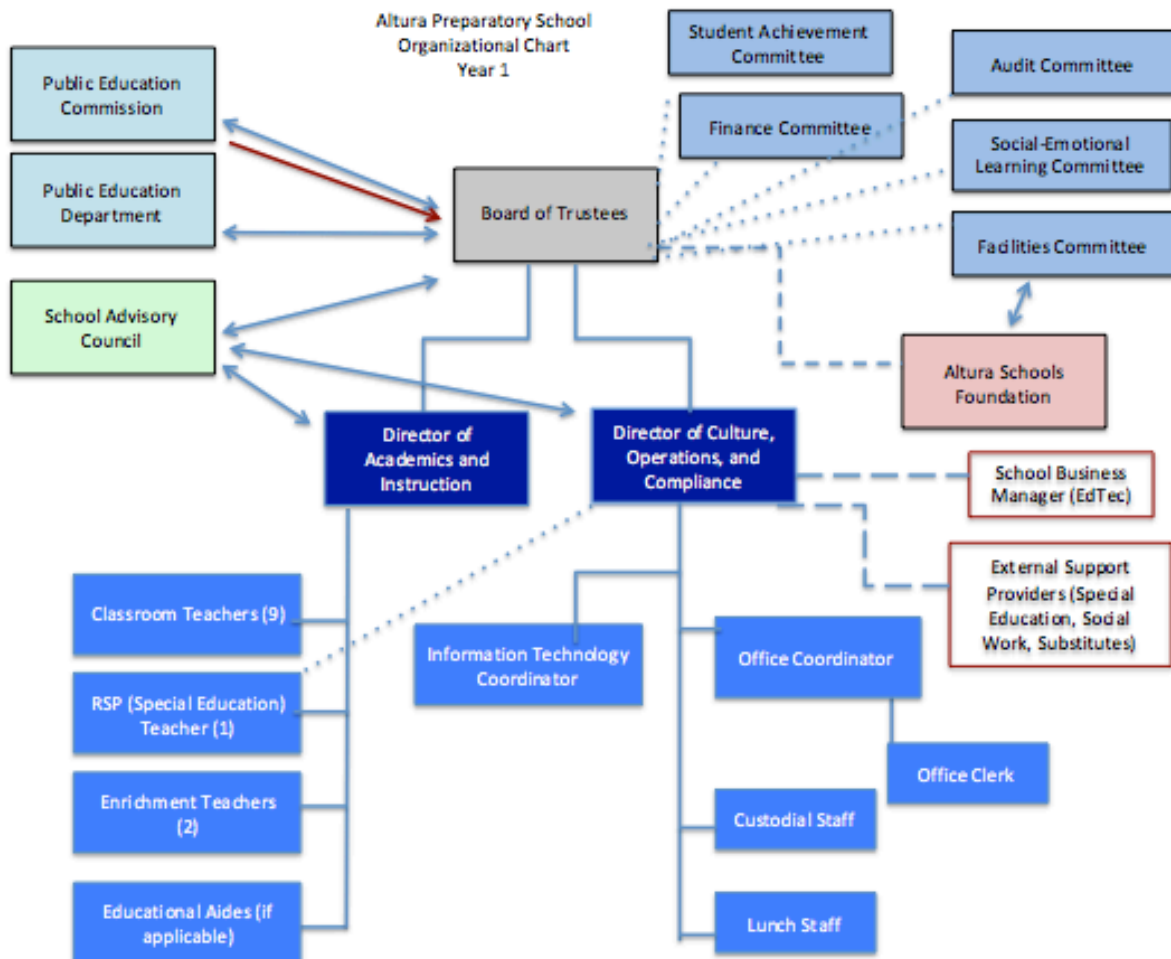 Altura Preparatory School
Organizational Chart
Year 1
Student Achievement
Committee
Audit Committee
Public Education
Commission
Finance Committee
Social-Emotional
Learning Committee
Public Education
Department
Board of Trustees
Facilities Committee
School Advisory
Council
Altura Schools
Foundation
Director of
Academics and
Instruction
Director of Culture,
Operations, and
Compliance
School Business
Manager (EdTec)
External Support
Providers (Special
Education, Social
Work, Substitutes)
Classroom Teachers (9)
Information Technology
Coordinator
Office Coordinator
RSP (Special Education)
Teacher (1)
Office Clerk
Enrichment Teachers
(2)
Custodial Staff
Educational Aides (if
applicable)
Lunch Staff